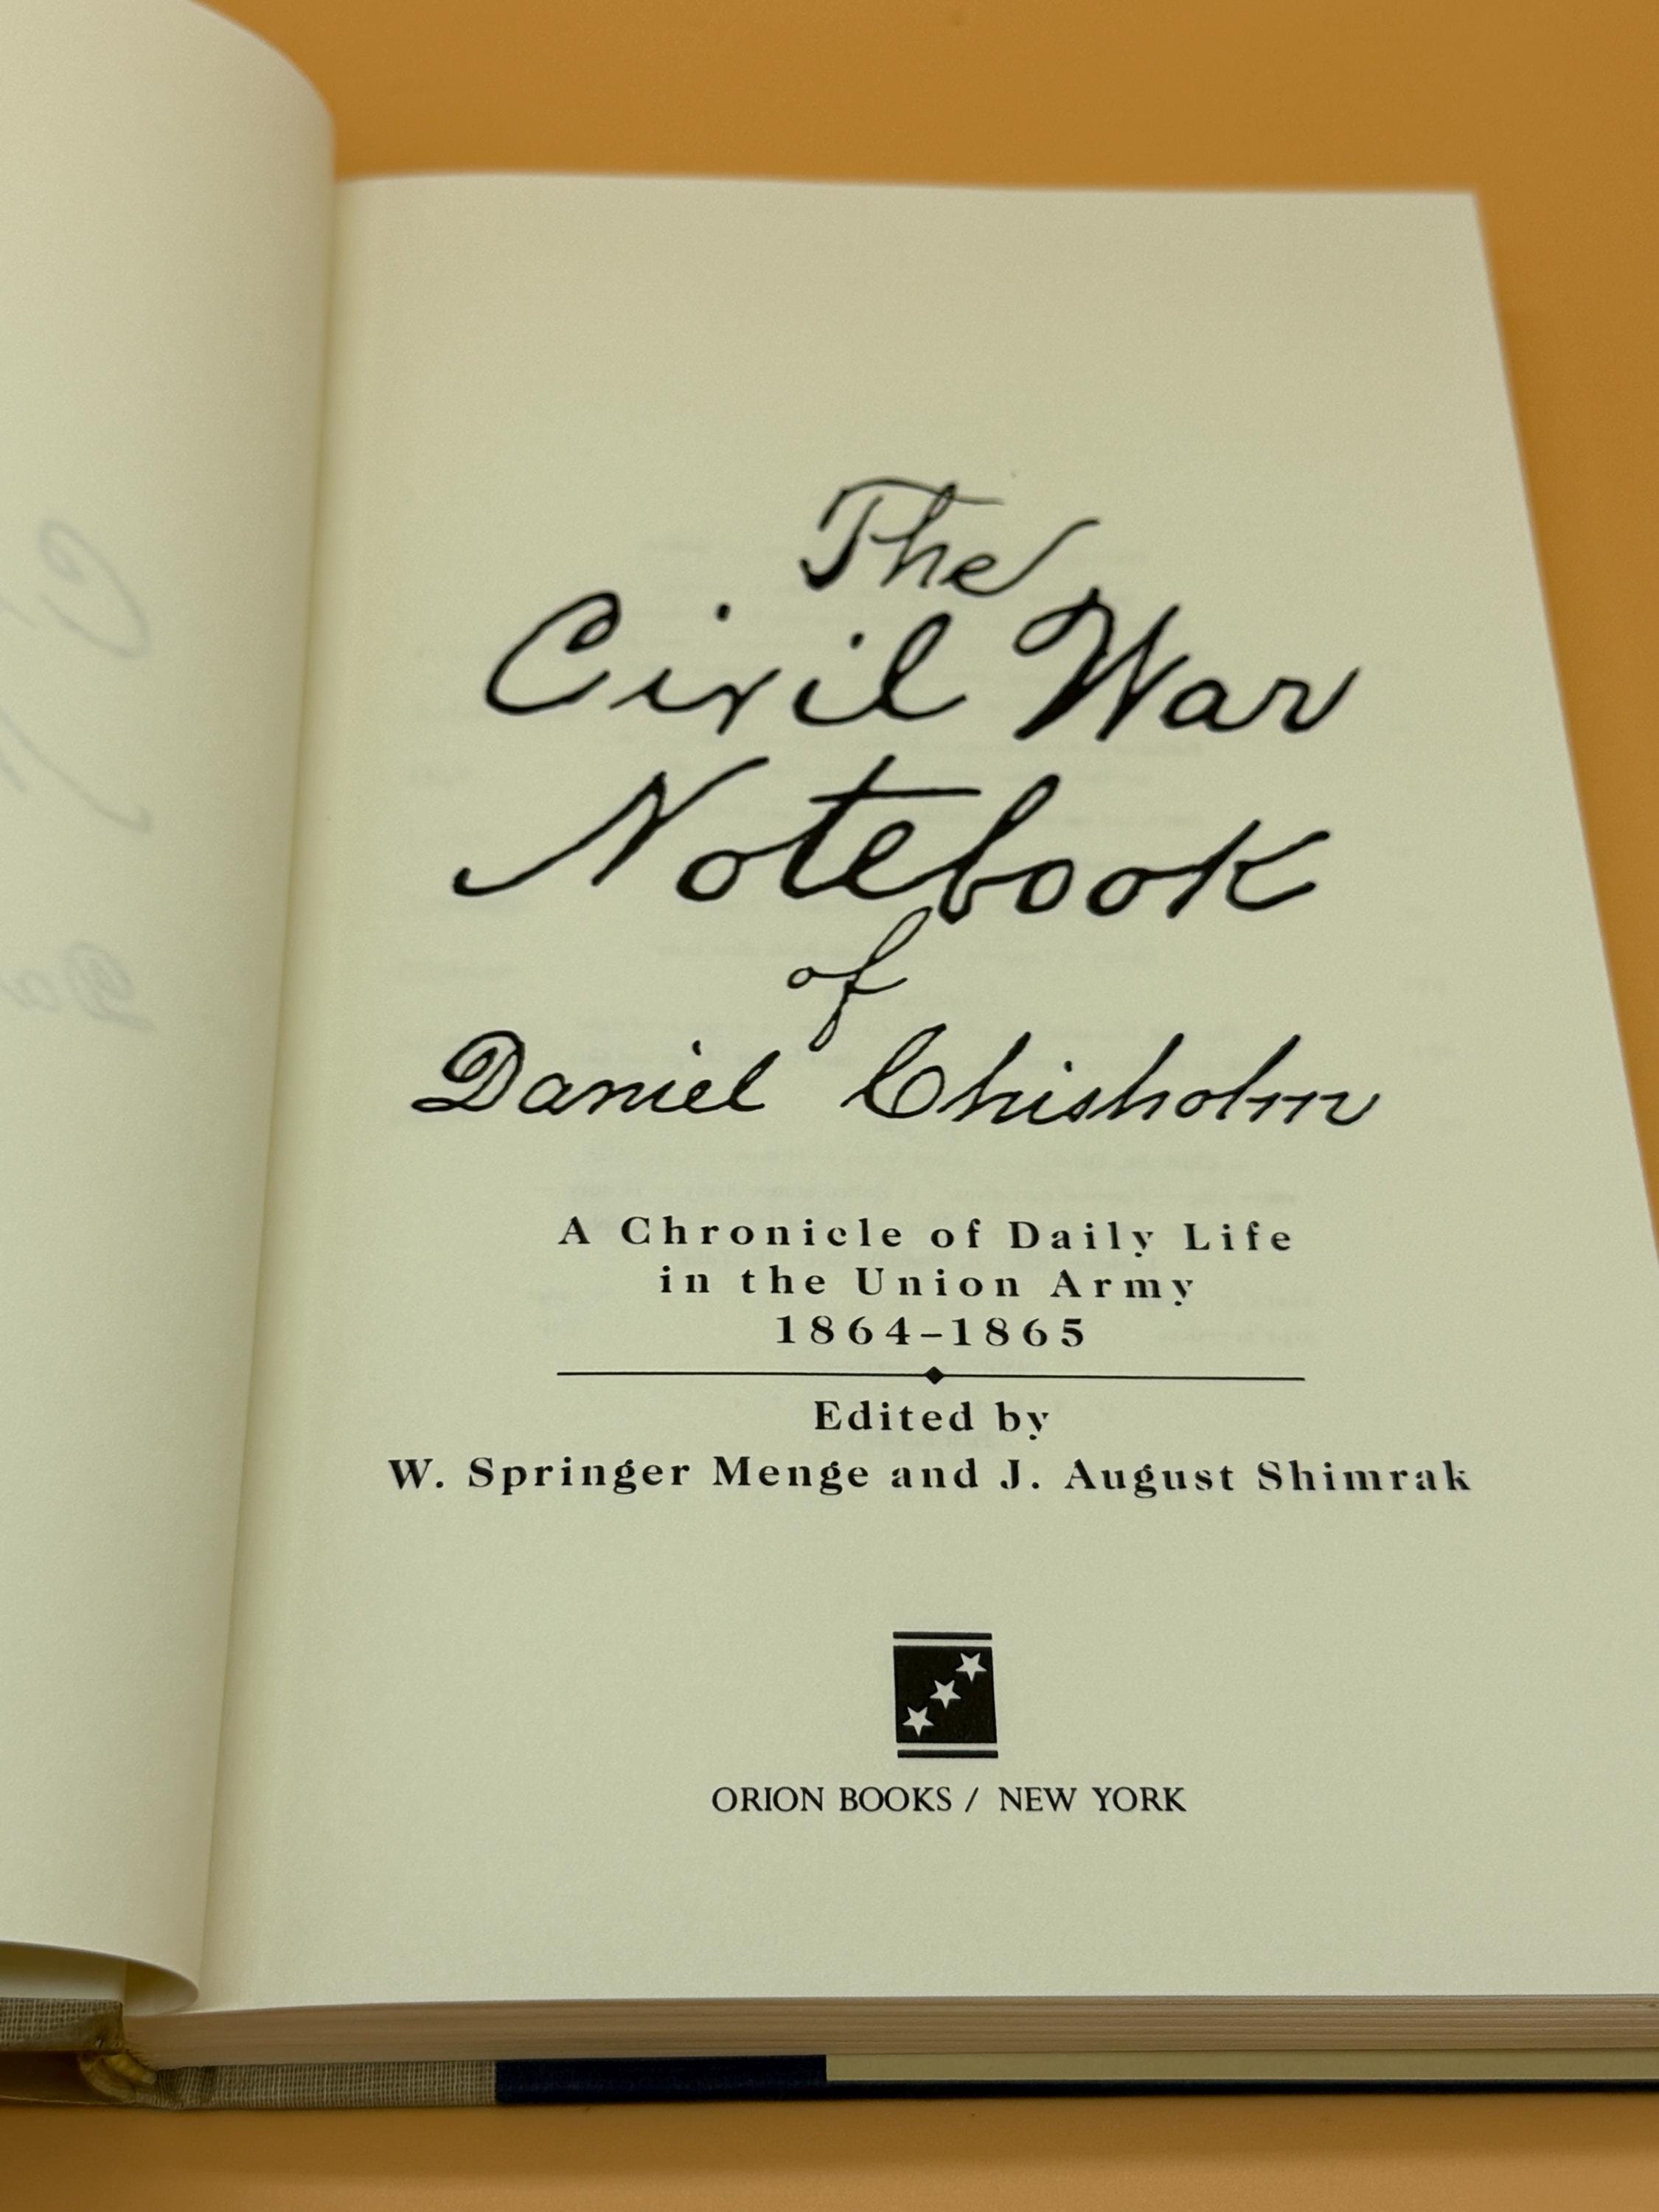 The
Civil War
Notebook
of
Daniel Chisholm
A Chronicle of Daily Life
in the Union Army
1864–1865
Edited by
W. Springer Menge and J. August Shimrak
ORION BOOKS / NEW YORK